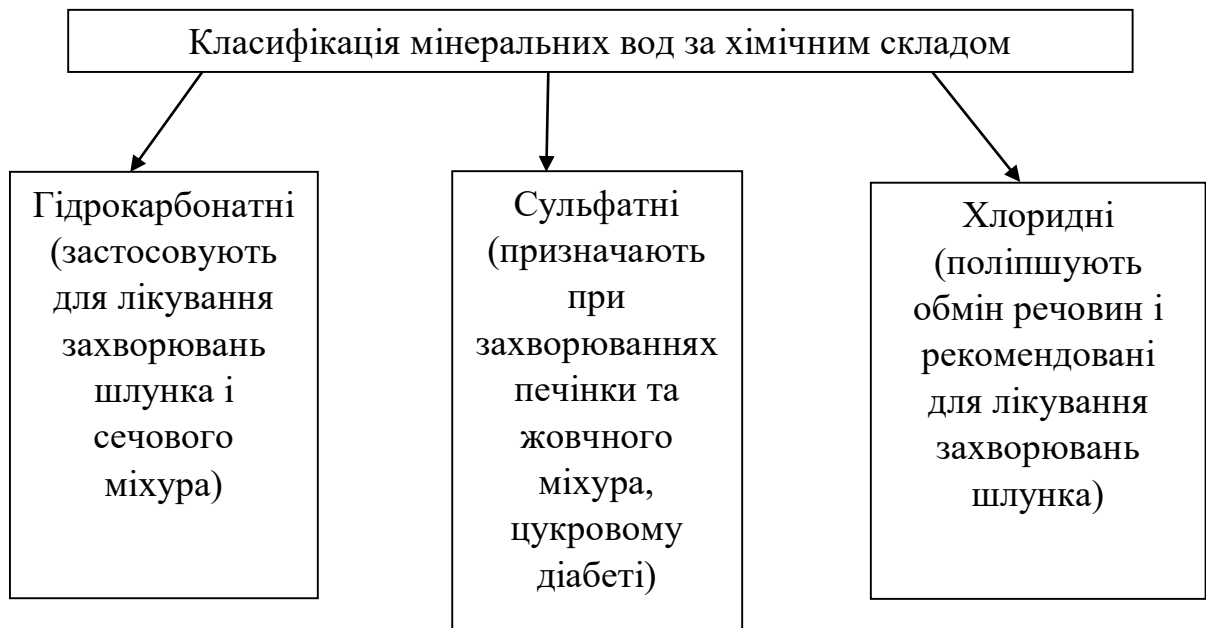 Класифікація мінеральних вод за хімічним складом
Гідрокарбонатні
(застосовують
для лікування
захворювань
шлунка і
сечового
міхура)
Сульфатні
(призначають
при
захворюваннях
печінки та
жовчного
міхура,
цукровому
діабеті)
Хлоридні
(поліпшують
обмін речовин і
рекомендовані
для лікування
захворювань
шлунка)